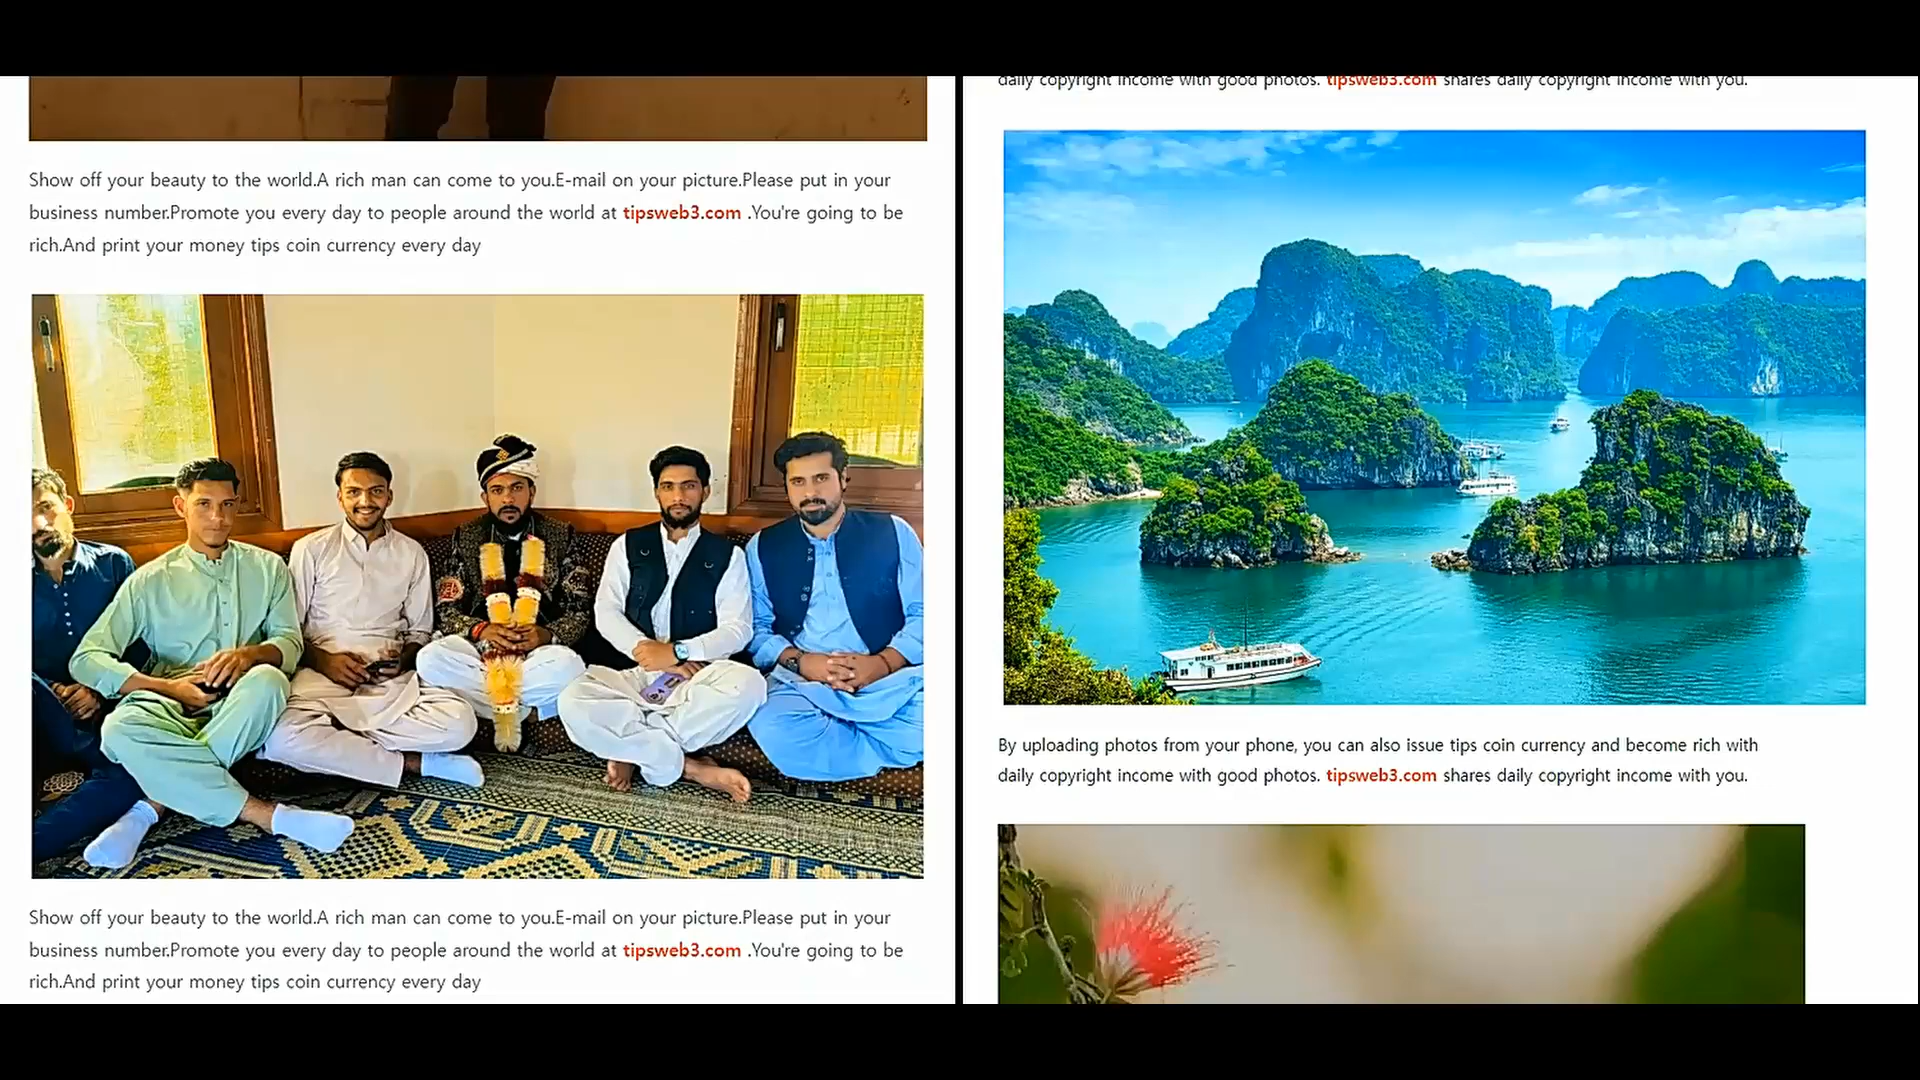 Show off your beauty to the world.A rich man can come to you.E-mail on your picture.Please put in your
business number.Promote you every day to people around the world at tipsweb3.com .You're going to be
rich.And print your money tips coin currency every day
Show off your beauty to the world.A rich man can come to you.E-mail on your picture.Please put in your
business number.Promote you every day to people around the world at tipsweb3.com .You're going to be
rich.And print your money tips coin currency every day
daily copyright income with good photos. tipsweb3.com shares daily copyright income with you.
By uploading photos from your phone, you can also issue tips coin currency and become rich with
daily copyright income with good photos. tipsweb3.com shares daily copyright income with you.